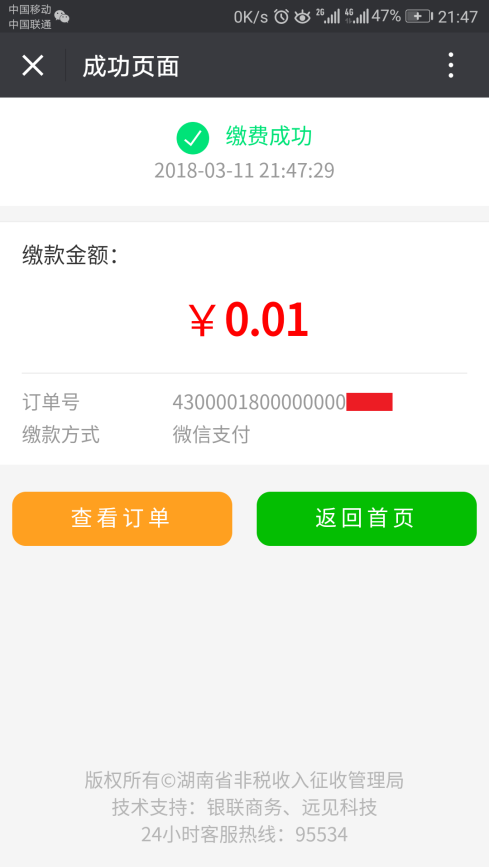 中国移动
中国联通
0K/s 2G 4G 47% 21:47
成功页面
缴费成功
2018-03-11 21:47:29
缴款金额：
￥0.01
订单号 4300001800000000
缴款方式 微信支付
查看订单 返回首页
版权所有©湖南省非税收入征收管理局
技术支持：银联商务、远见科技
24小时客服热线：95534